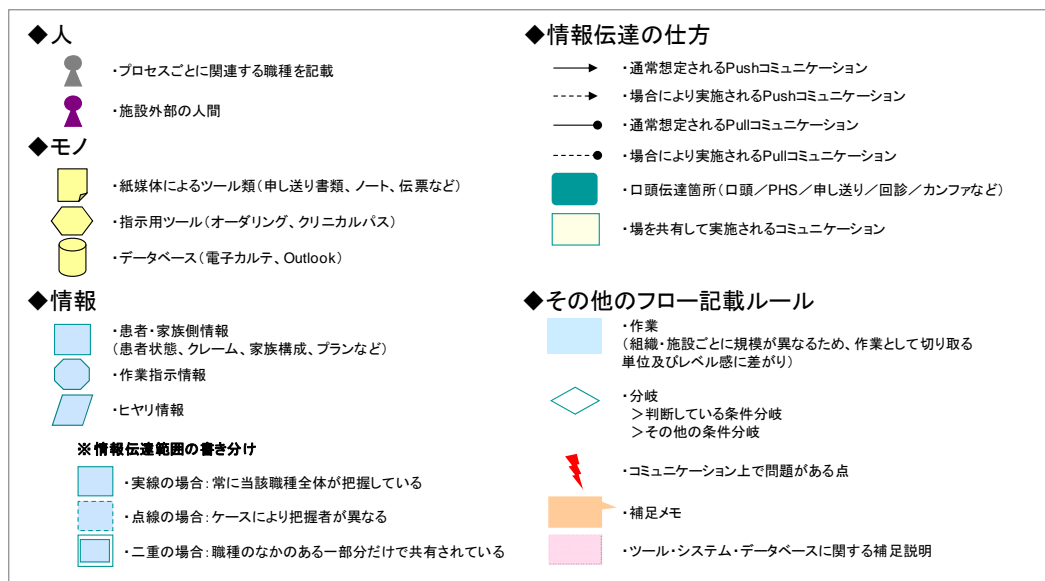 ◆人
・プロセスごとに関連する職種を記載
・施設外部の人間
◆モノ
・紙媒体によるツール類(申し送り書類、ノート、伝票など)
・指示用ツール(オーダリング、クリニカルパス)
・データベース(電子カルテ、Outlook)
◆情報
・患者・家族側情報
(患者状態、クレーム、家族構成、プランなど)
・作業指示情報
・ヒヤリ情報
※情報伝達範囲の書き分け
・実線の場合:常に当該職種全体が把握している
・点線の場合:ケースにより把握者が異なる
・二重の場合:職種のなかのある一部分だけで共有されている
◆情報伝達の仕方
・通常想定されるPushコミュニケーション
・場合により実施されるPushコミュニケーション
・通常想定されるPullコミュニケーション
・場合により実施されるPullコミュニケーション
・口頭伝達箇所(口頭/PHS/申し送り/回診/カンファなど)
・場を共有して実施されるコミュニケーション
◆その他のフロー記載ルール
・作業
(組織・施設ごとに規模が異なるため、作業として切り取る
単位及びレベル感に差がり)
・分岐
>判断している条件分岐
>その他の条件分岐
・コミュニケーション上で問題がある点
・補足メモ
・ツール・システム・データベースに関する補足説明